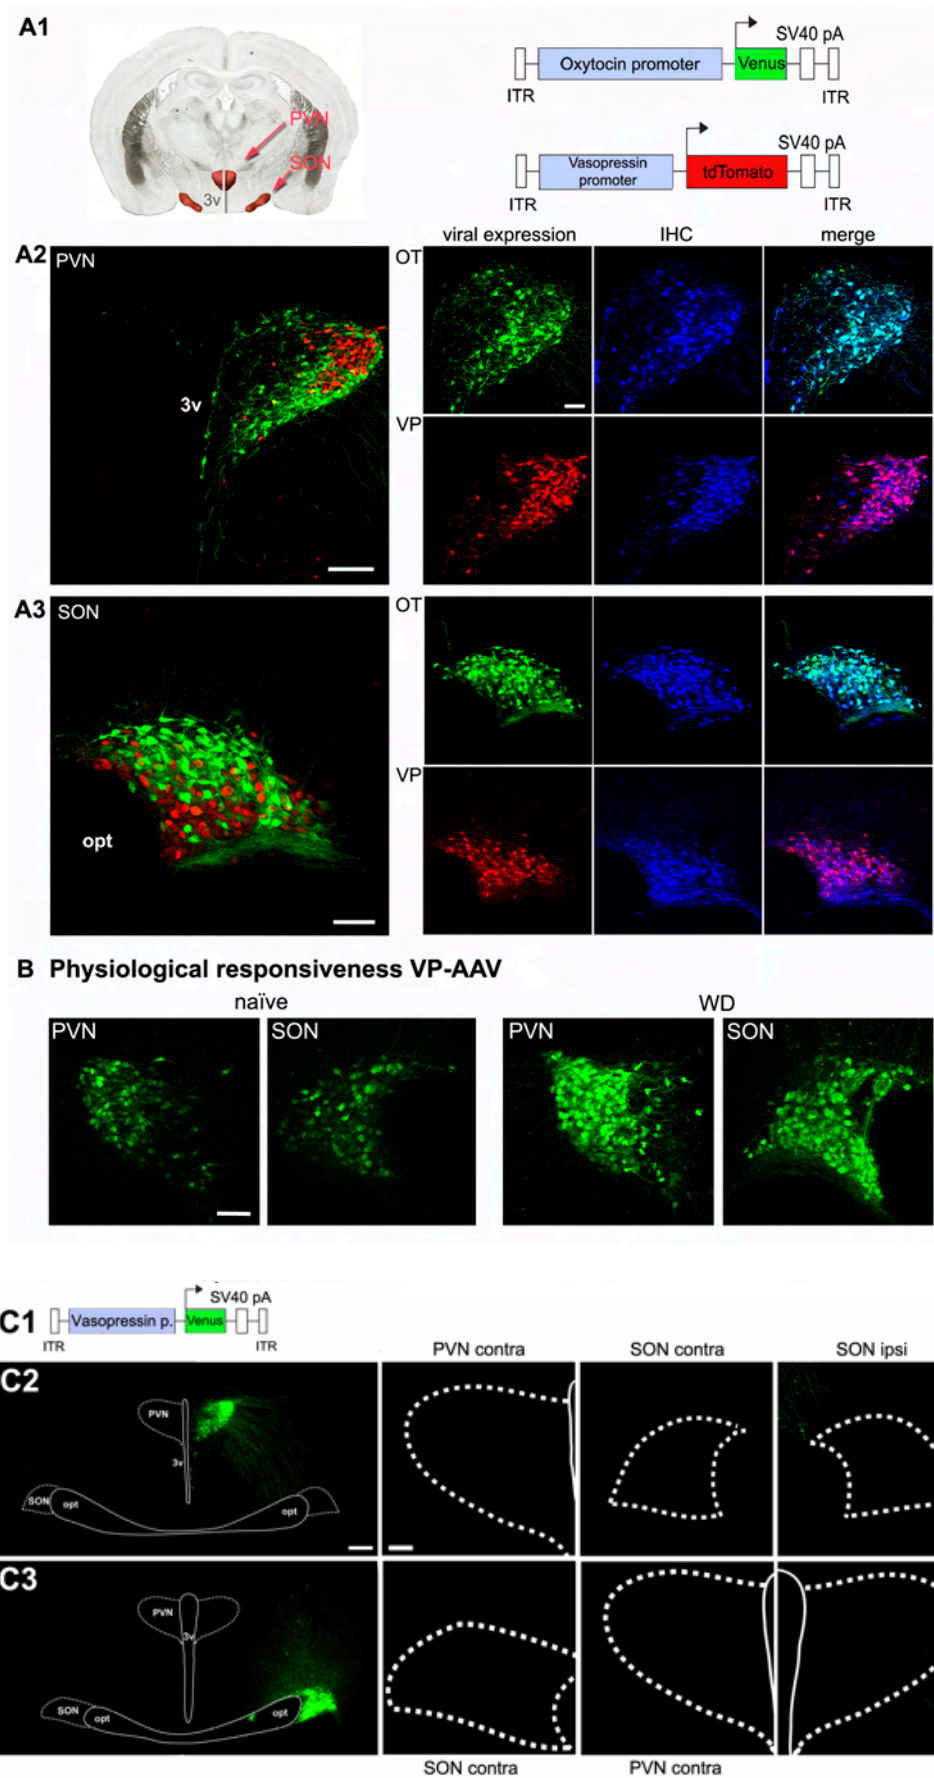 A1
PVN
SON
3v
SV40 pA
Oxytocin promoter
Venus
ITR
ITR
SV40 pA
Vasopressin promoter
tdTomato
ITR
ITR
viral expression
IHC
merge
A2
PVN
3v
OT
VP
A3
SON
opt
OT
VP
B Physiological responsiveness VP-AAV
naïve
WD
PVN
SON
PVN
SON
C1
SV40 pA
Vasopressin p.
Venus
ITR
ITR
PVN contra
SON contra
SON ipsi
C2
PVN
3v
SON
opt
opt
C3
PVN
3v
SON
opt
opt
SON contra
PVN contra